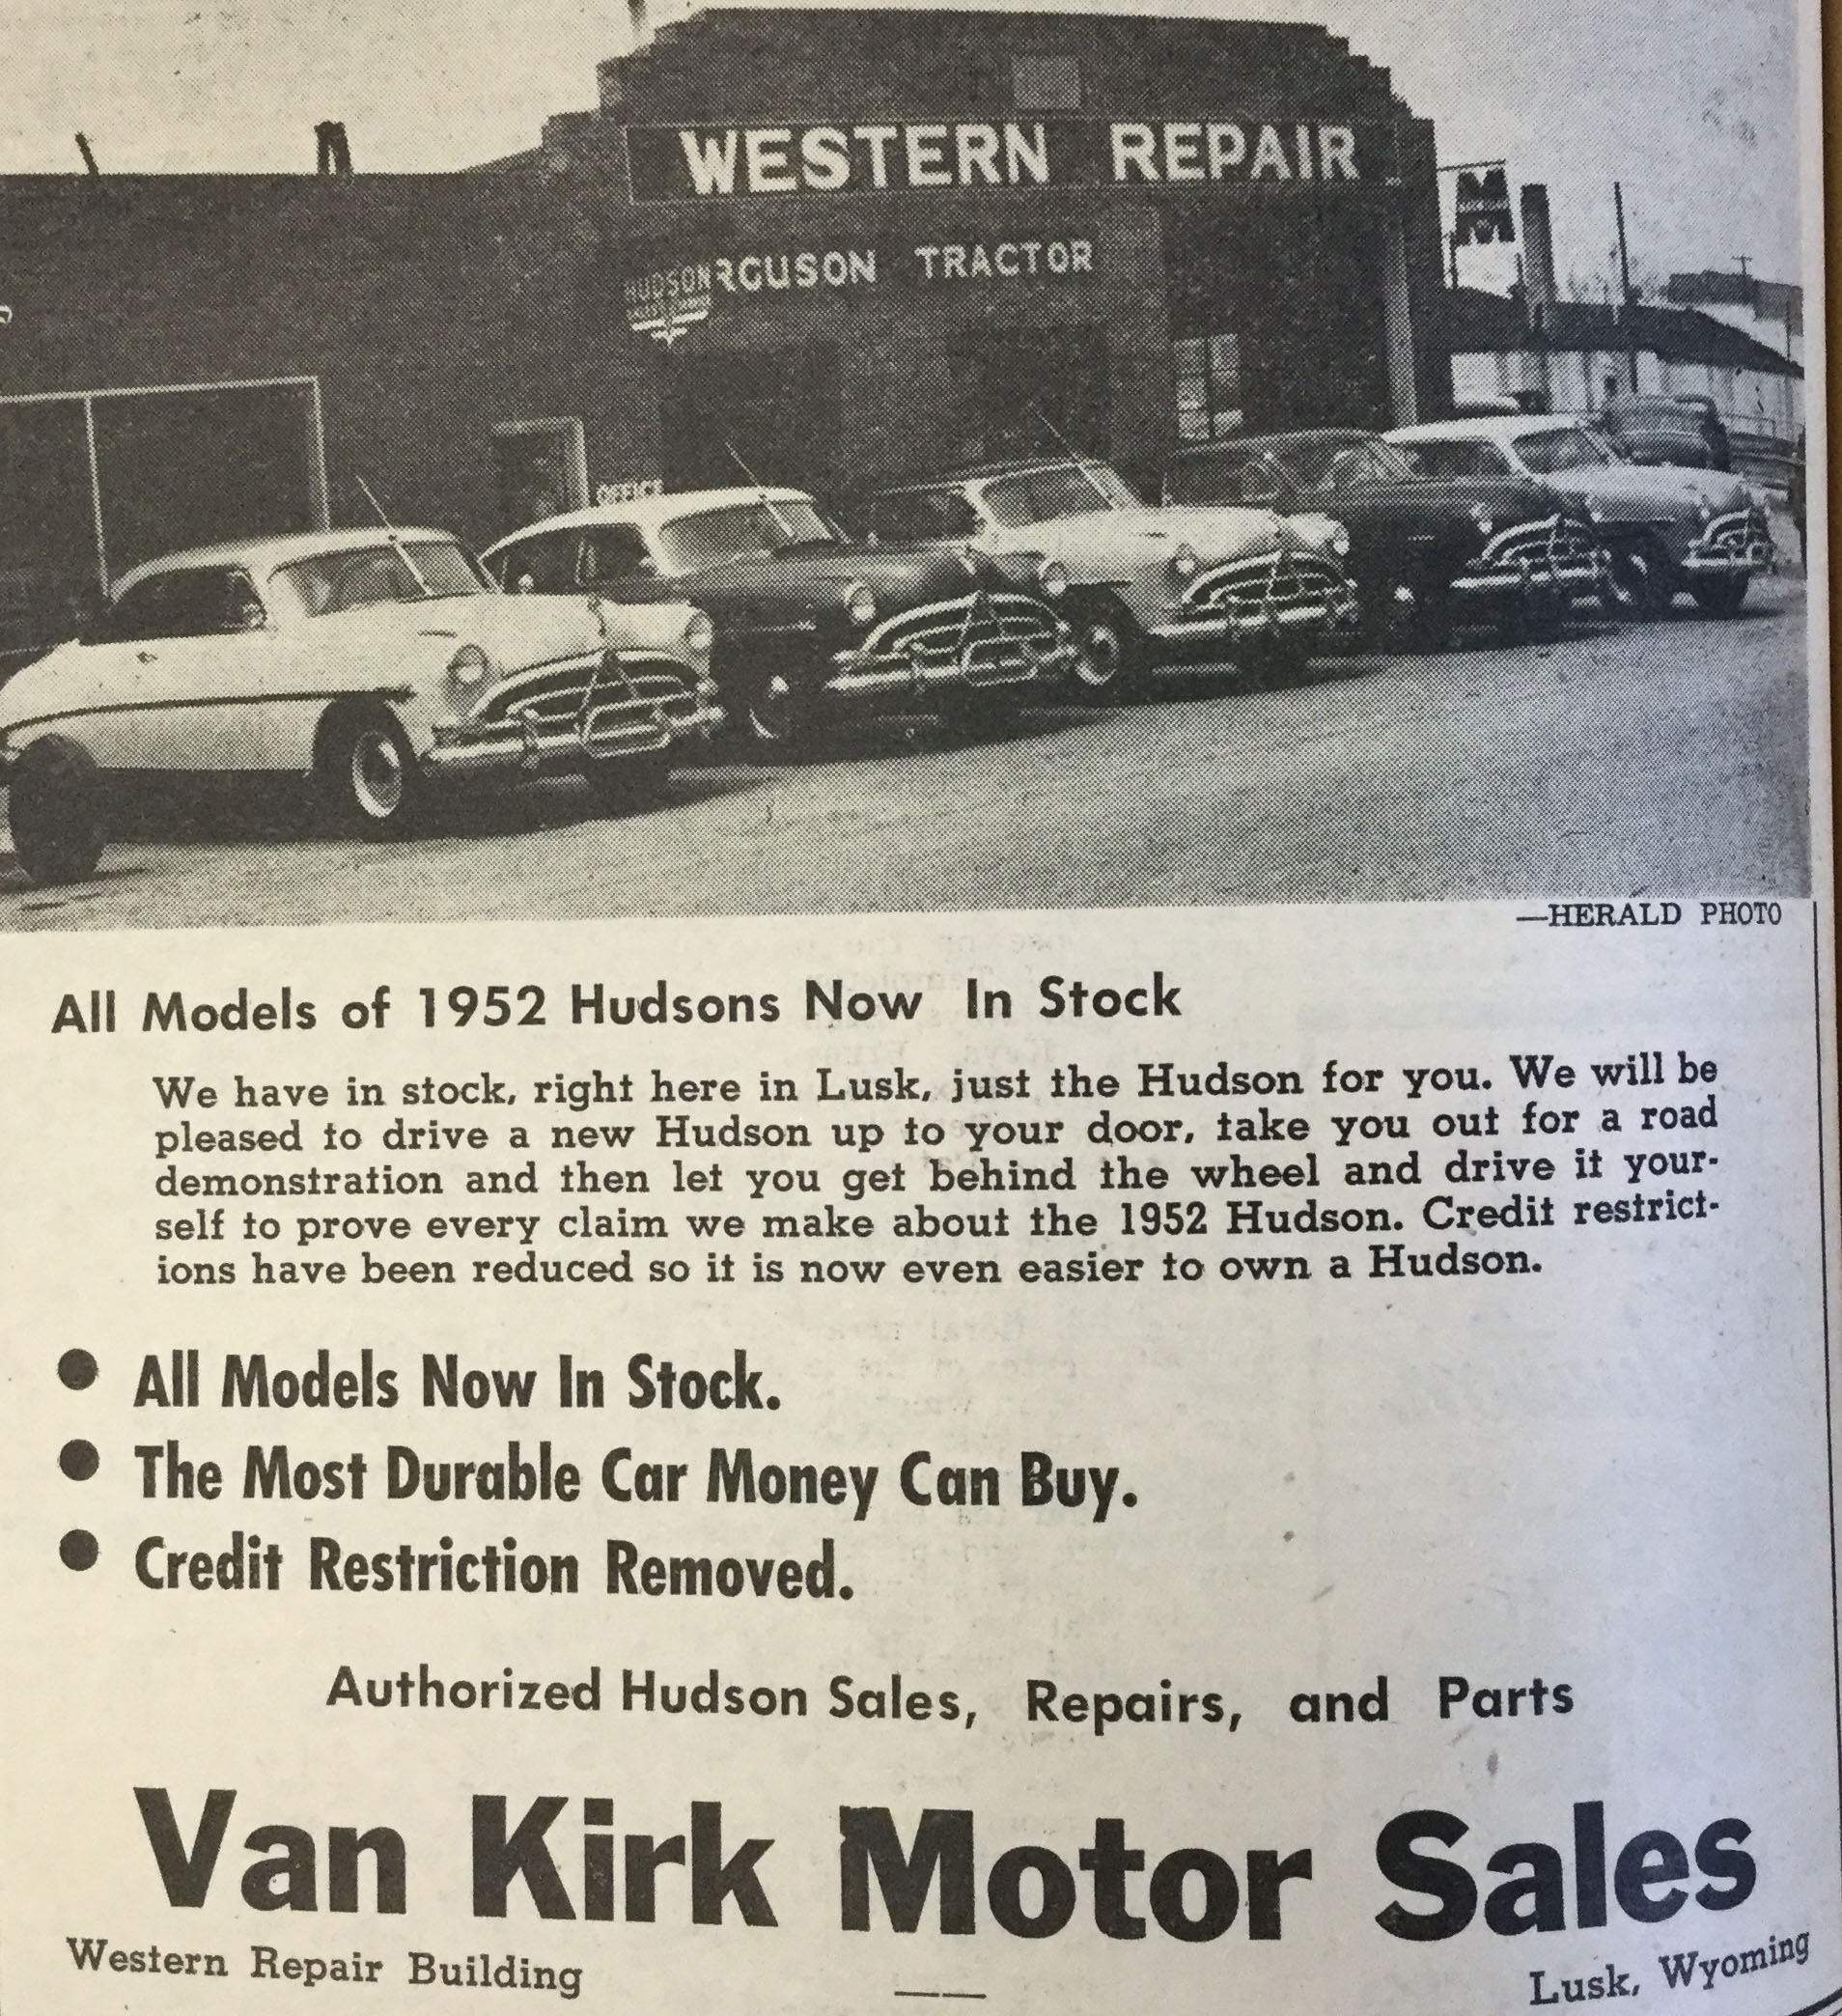 WESTERN REPAIR
M
M
HUDSON
RGUSON TRACTOR
OFFICE
—HERALD PHOTO
All Models of 1952 Hudsons Now In Stock
We have in stock, right here in Lusk, just the Hudson for you. We will be
pleased to drive a new Hudson up to your door, take you out for a road
demonstration and then let you get behind the wheel and drive it your-
self to prove every claim we make about the 1952 Hudson. Credit restrict-
ions have been reduced so it is now even easier to own a Hudson.
● All Models Now In Stock.
● The Most Durable Car Money Can Buy.
● Credit Restriction Removed.
Authorized Hudson Sales, Repairs, and Parts
Van Kirk Motor Sales
Western Repair Building
Lusk, Wyoming